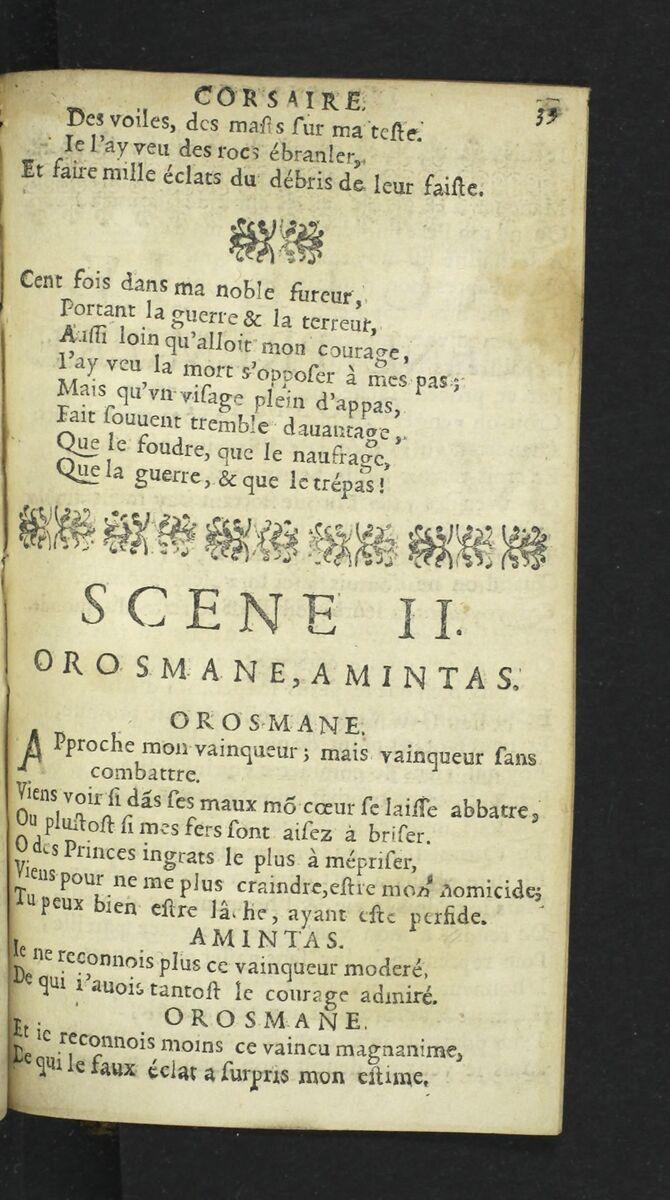 CORSAIRE. 33
Des voiles, des maſts ſur ma teſte.
Ie l'ay veu des rocs ébranler,
Et faire mille éclats du débris de leur faiſte.
Cent fois dans ma noble fureur,
Portant la guerre & la terreur,
Auſſi loin qu'alloit mon courage,
I'ay veu la mort s'oppoſer à mes pas;
Mais qu'vn viſage plein d'appas,
Fait ſouuent tremble dauantage,
Que le foudre, que le naufrage,
Que la guerre, & que le trépas!
SCENE II.
OROSMANE, AMINTAS.
OROSMANE.
APproche mon vainqueur; mais vainqueur ſans
combattre.
Viens voir ſi dãs ſes maux mõ cœur ſe laiſſe abbatre,
Ou pluſtoſt ſi mes fers ſont aiſez à briſer.
O des Princes ingrats le plus à mépriſer,
Viens pour ne me plus craindre, eſtre mon homicide;
Tu peux bien eſtre lâche, ayant eſte perfide.
AMINTAS.
Ie ne reconnois plus ce vainqueur moderé,
De qui i'auois tantoſt le courage admiré.
OROSMANE.
Et ie reconnois moins ce vaincu magnanime,
De qui le faux éclat a ſurpris mon eſtime.